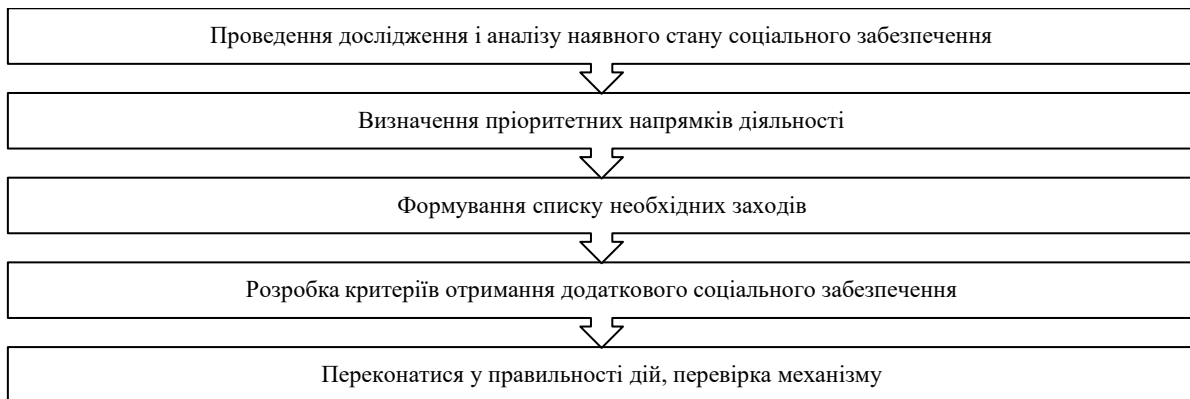 Проведення дослідження і аналізу наявного стану соціального забезпечення
Визначення пріоритетних напрямків діяльності
Формування списку необхідних заходів
Розробка критеріїв отримання додаткового соціального забезпечення
Переконатися у правильності дій, перевірка механізму